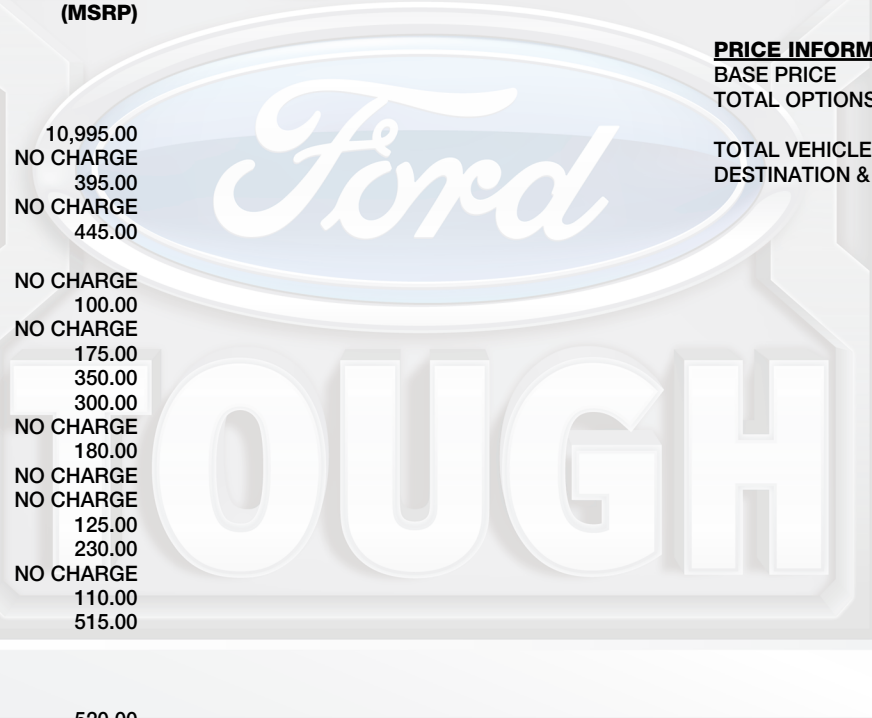 (MSRP)
10,995.00
NO CHARGE
395.00
NO CHARGE
445.00
NO CHARGE
100.00
NO CHARGE
175.00
350.00
300.00
NO CHARGE
180.00
NO CHARGE
NO CHARGE
125.00
230.00
NO CHARGE
110.00
515.00
PRICE INFORM
BASE PRICE
TOTAL OPTIONS
TOTAL VEHICLE
DESTINATION &
Ford
TOUGH